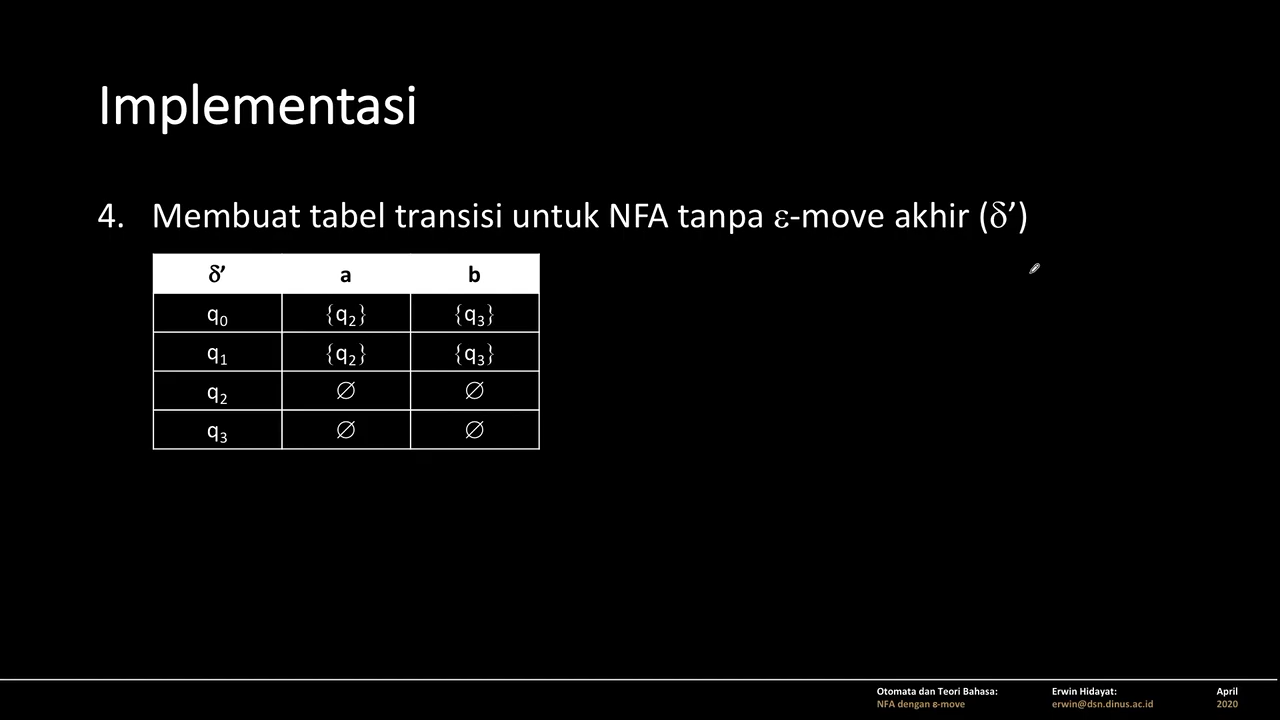 Implementasi
4. Membuat tabel transisi untuk NFA tanpa ε-move akhir (δ’)
δ’ a b
q₀ {q₂} {q₃}
q₁ {q₂} {q₃}
q₂ ∅ ∅
q₃ ∅ ∅
Otomata dan Teori Bahasa: Erwin Hidayat: April
NFA dengan ε-move erwin@dsn.dinus.ac.id 2020